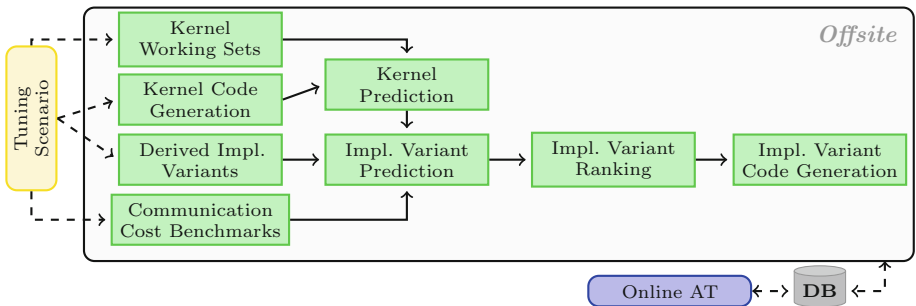 Offsite
Tuning
Scenario
Kernel
Working Sets
Kernel Code
Generation
Derived Impl.
Variants
Communication
Cost Benchmarks
Kernel
Prediction
Impl. Variant
Prediction
Impl. Variant
Ranking
Impl. Variant
Code Generation
Online AT
DB